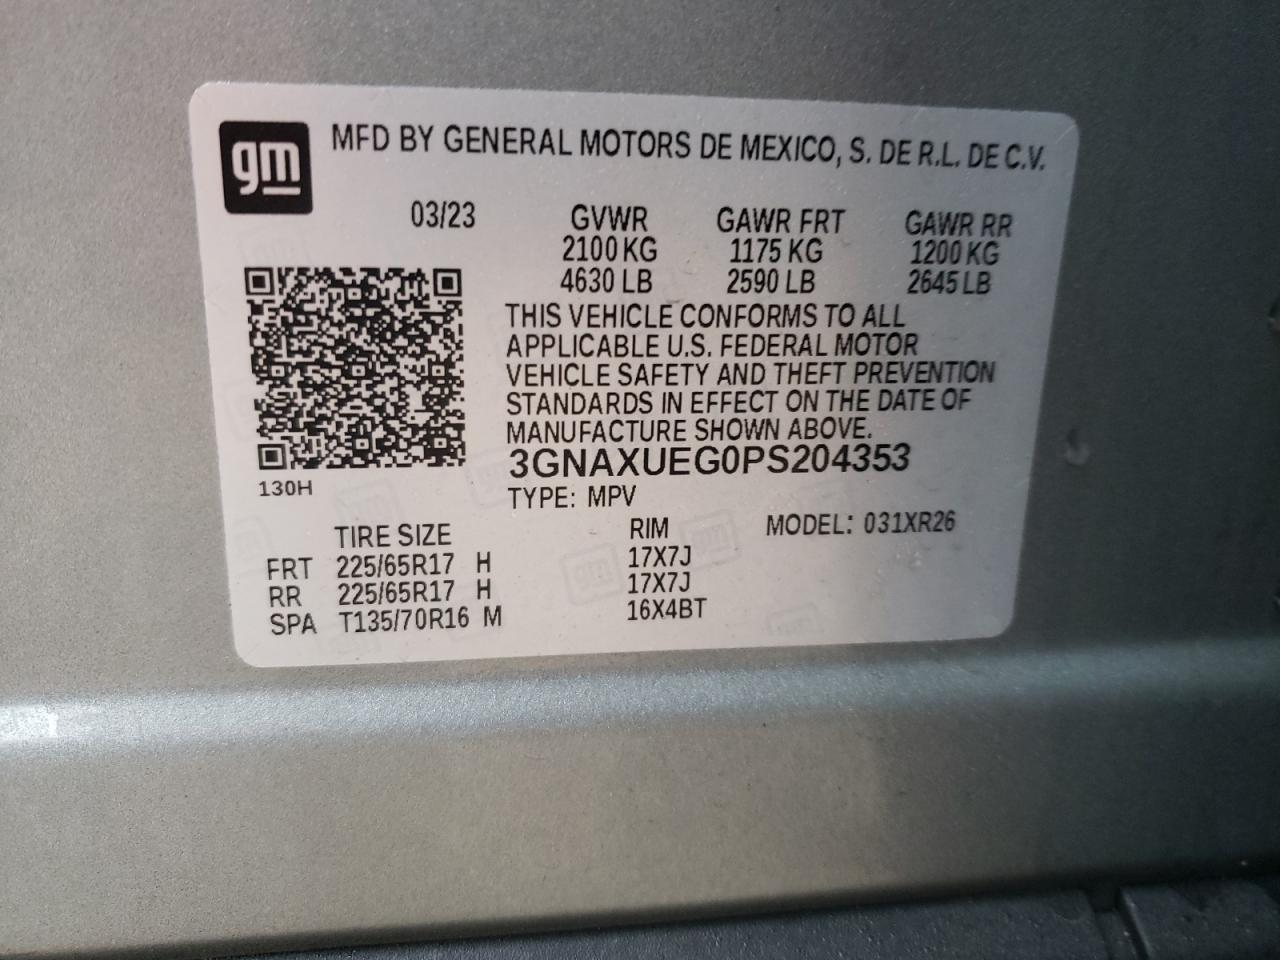 gm
MFD BY GENERAL MOTORS DE MEXICO, S. DE R.L. DE C.V.
03/23 GVWR GAWR FRT GAWR RR
2100 KG 1175 KG 1200 KG
4630 LB 2590 LB 2645 LB
THIS VEHICLE CONFORMS TO ALL
APPLICABLE U.S. FEDERAL MOTOR
VEHICLE SAFETY AND THEFT PREVENTION
STANDARDS IN EFFECT ON THE DATE OF
MANUFACTURE SHOWN ABOVE.
3GNAXUEG0PS204353
130H
TYPE: MPV
TIRE SIZE RIM MODEL: 031XR26
FRT 225/65R17 H 17X7J
RR 225/65R17 H 17X7J
SPA T135/70R16 M 16X4BT